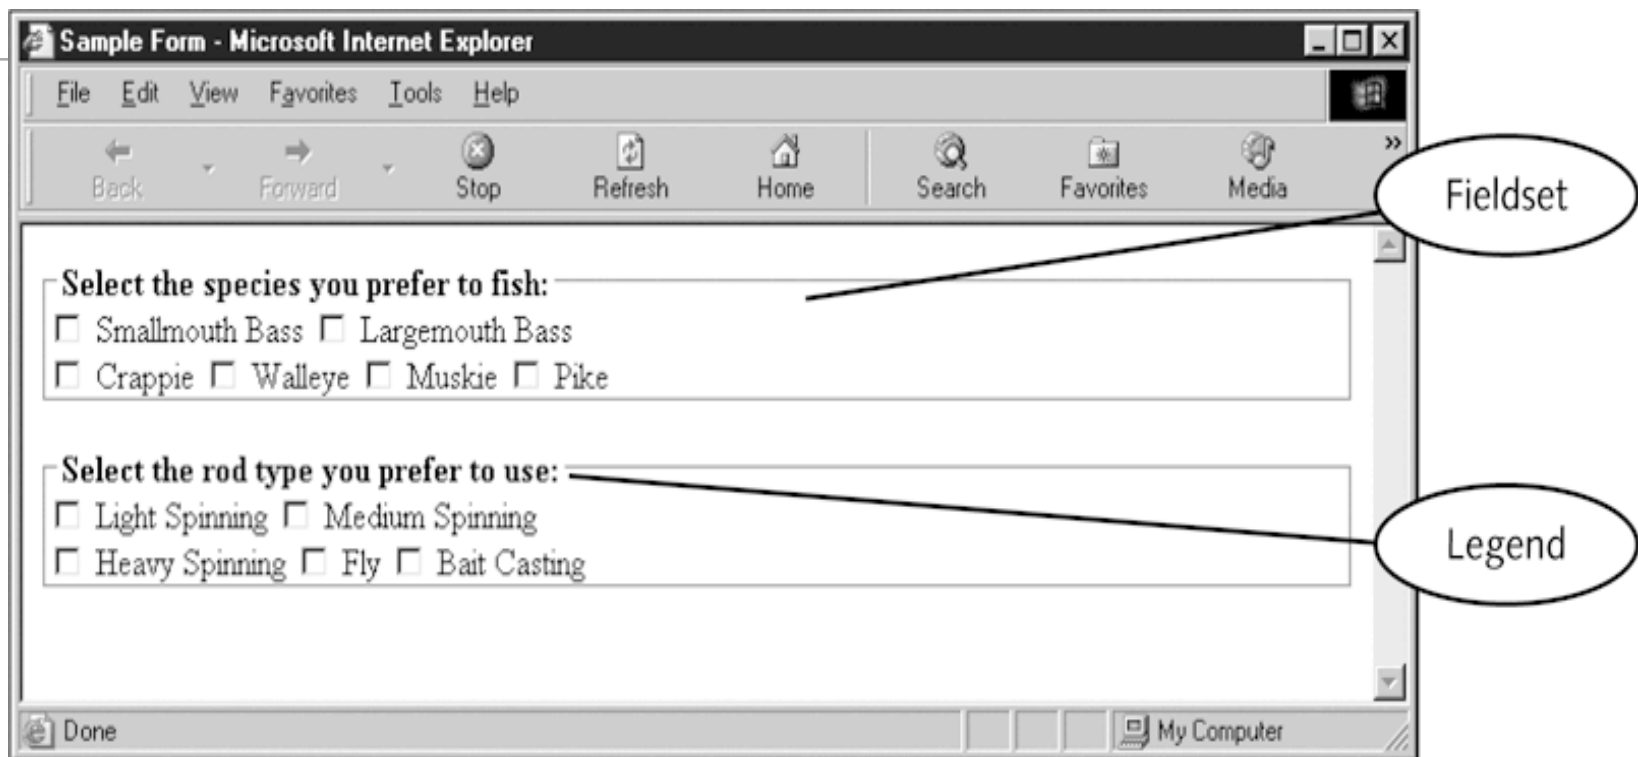 Sample Form - Microsoft Internet Explorer
File Edit View Favorites Tools Help
Back Forward Stop Refresh Home Search Favorites Media »
Fieldset
Select the species you prefer to fish:
Smallmouth Bass Largemouth Bass
Crappie Walleye Muskie Pike
Select the rod type you prefer to use:
Light Spinning Medium Spinning
Legend
Heavy Spinning Fly Bait Casting
Done My Computer